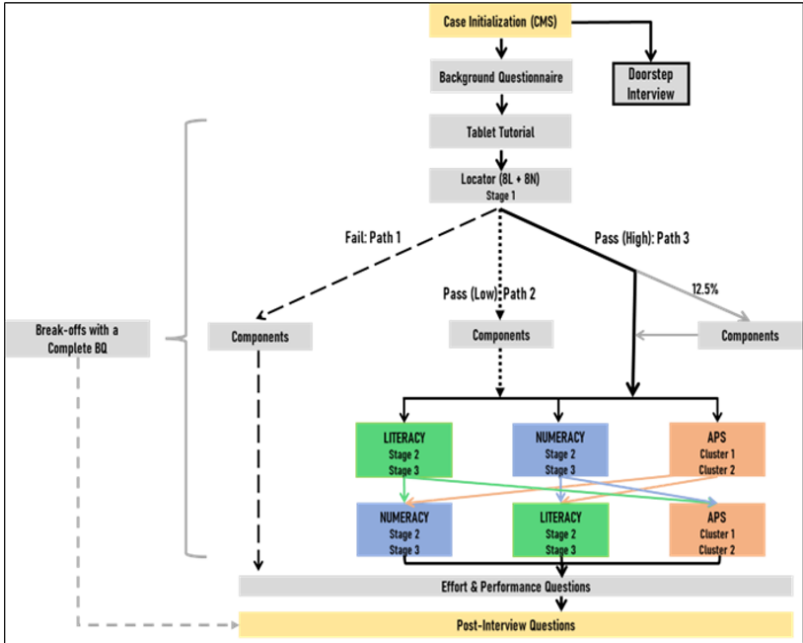 Case Initialization (CMS)
Background Questionnaire
Doorstep
Interview
Tablet Tutorial
Locator (8L + 8N)
Stage 1
Fail: Path 1
Pass (High): Path 3
Pass (Low): Path 2
12.5%
Break-offs with a
Complete BQ
Components
Components
Components
LITERACY
Stage 2
Stage 3
NUMERACY
Stage 2
Stage 3
APS
Cluster 1
Cluster 2
NUMERACY
Stage 2
Stage 3
LITERACY
Stage 2
Stage 3
APS
Cluster 1
Cluster 2
Effort & Performance Questions
Post-Interview Questions